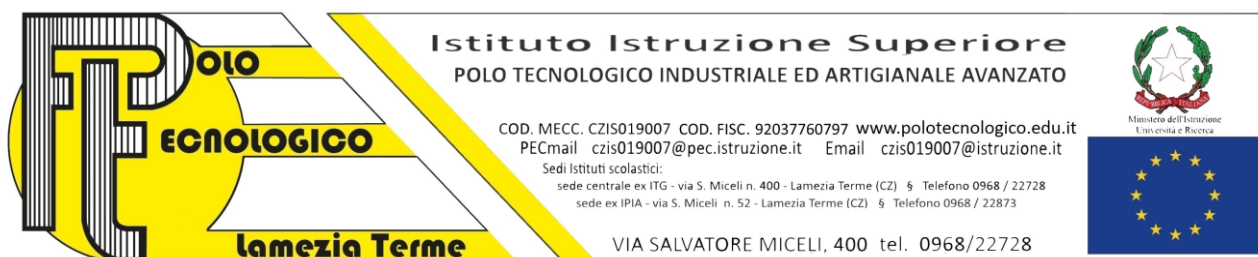 POLO
TECNOLOGICO
Lamezia Terme
Istituto Istruzione Superiore
POLO TECNOLOGICO INDUSTRIALE ED ARTIGIANALE AVANZATO
COD. MECC. CZIS019007 COD. FISC. 92037760797 www.polotecnologico.edu.it
PECmail czis019007@pec.istruzione.it Email czis019007@istruzione.it
Sedi Istituti scolastici:
sede centrale ex ITG - via S. Miceli n. 400 - Lamezia Terme (CZ) § Telefono 0968 / 22728
sede ex IPIA - via S. Miceli n. 52 - Lamezia Terme (CZ) § Telefono 0968 / 22873
VIA SALVATORE MICELI, 400 tel. 0968/22728
REPVBBLICA ITALIANA
Ministero dell'Istruzione
Università e Ricerca